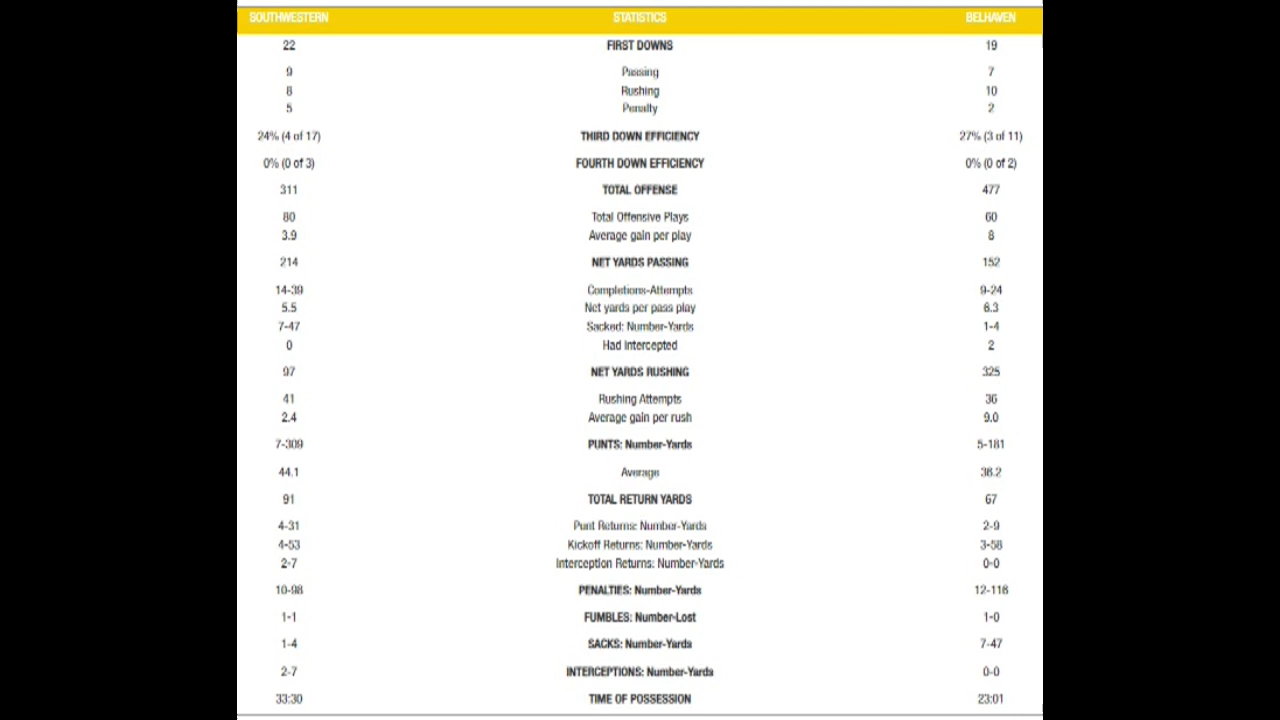 SOUTHWESTERN STATISTICS BELHAVEN
22 FIRST DOWNS 19
9 Passing 7
8 Rushing 10
5 Penalty 2
24% (4 of 17) THIRD DOWN EFFICIENCY 27% (3 of 11)
0% (0 of 3) FOURTH DOWN EFFICIENCY 0% (0 of 2)
311 TOTAL OFFENSE 477
80 Total Offensive Plays 60
3.9 Average gain per play 8
214 NET YARDS PASSING 152
14-39 Completions-Attempts 9-24
5.5 Net yards per pass play 6.3
7-47 Sacked: Number-Yards 1-4
0 Had Intercepted 2
97 NET YARDS RUSHING 325
41 Rushing Attempts 36
2.4 Average gain per rush 9.0
7-309 PUNTS: Number-Yards 5-181
44.1 Average 36.2
91 TOTAL RETURN YARDS 67
4-31 Punt Returns: Number-Yards 2-9
4-53 Kickoff Returns: Number-Yards 3-58
2-7 Interception Returns: Number-Yards 0-0
10-98 PENALTIES: Number-Yards 12-116
1-1 FUMBLES: Number-Lost 1-0
1-4 SACKS: Number-Yards 7-47
2-7 INTERCEPTIONS: Number-Yards 0-0
33:30 TIME OF POSSESSION 23:01